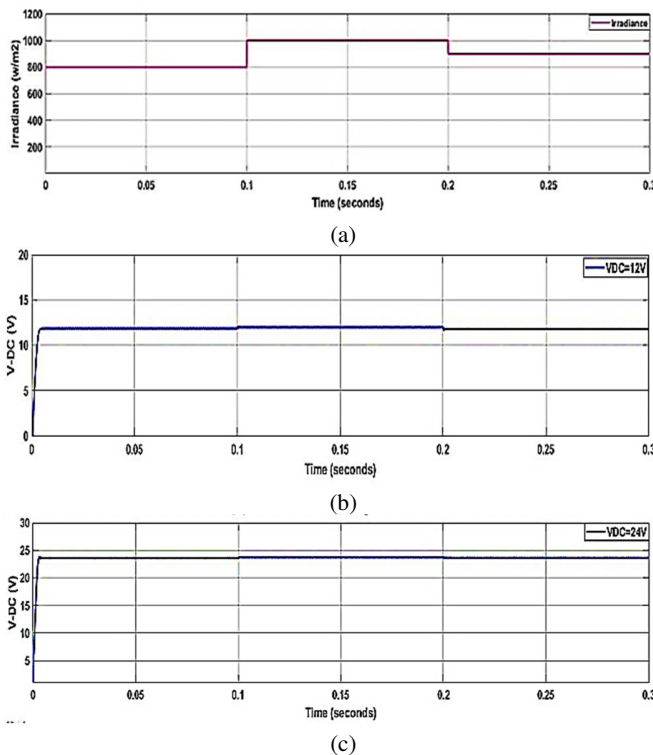 1200
1000
800
600
400
200
Irradiance (w/m2)
Irradiance
0 0.05 0.1 0.15 0.2 0.25 0.3
Time (seconds)
(a)
20
15
10
5
0
V-DC (V)
VDC=12V
0 0.05 0.1 0.15 0.2 0.25 0.3
Time (seconds)
(b)
30
25
20
15
10
5
V-DC (V)
VDC=24V
0 0.05 0.1 0.15 0.2 0.25 0.3
Time (seconds)
(c)